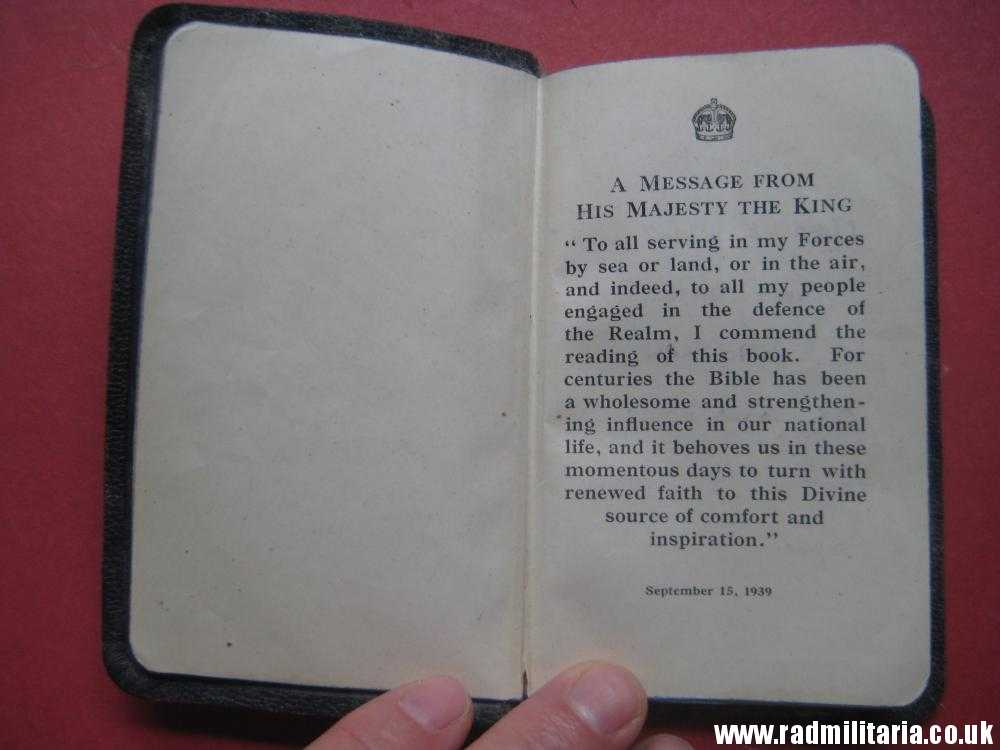 A Message from
His Majesty the King
“ To all serving in my Forces
by sea or land, or in the air,
and indeed, to all my people
engaged in the defence of
the Realm, I commend the
reading of this book. For
centuries the Bible has been
a wholesome and strengthen-
ing influence in our national
life, and it behoves us in these
momentous days to turn with
renewed faith to this Divine
source of comfort and
inspiration.”
September 15, 1939
www.radmilitaria.co.uk